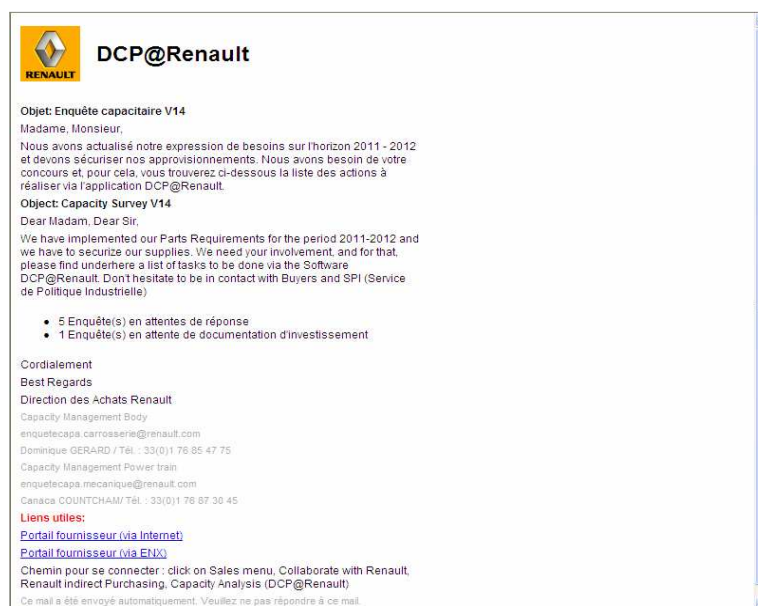 RENAULT
DCP@Renault
Objet: Enquête capacitaire V14
Madame, Monsieur,
Nous avons actualisé notre expression de besoins sur l'horizon 2011 - 2012
et devons sécuriser nos approvisionnements. Nous avons besoin de votre
concours et, pour cela, vous trouverez ci-dessous la liste des actions à
réaliser via l'application DCP@Renault.
Object: Capacity Survey V14
Dear Madam, Dear Sir,
We have implemented our Parts Requirements for the period 2011-2012 and
we have to securize our supplies. We need your involvement, and for that,
please find underhere a list of tasks to be done via the Software
DCP@Renault. Don't hesitate to be in contact with Buyers and SPI (Service
de Politique Industrielle)
• 5 Enquête(s) en attentes de réponse
• 1 Enquête(s) en attente de documentation d'investissement
Cordialement
Best Regards
Direction des Achats Renault
Capacity Management Body
enquetecapa.carrosserie@renault.com
Dominique GERARD / Tél. : 33(0)1 76 85 47 75
Capacity Management Power train
enquetecapa.mecanique@renault.com
Canaca COUNTCHAM/ Tél. : 33(0)1 76 87 30 45
Liens utiles:
Portail fournisseur (via Internet)
Portail fournisseur (via ENX)
Chemin pour se connecter : click on Sales menu, Collaborate with Renault,
Renault indirect Purchasing, Capacity Analysis (DCP@Renault)
Ce mail a été envoyé automatiquement. Veuillez ne pas répondre à ce mail.